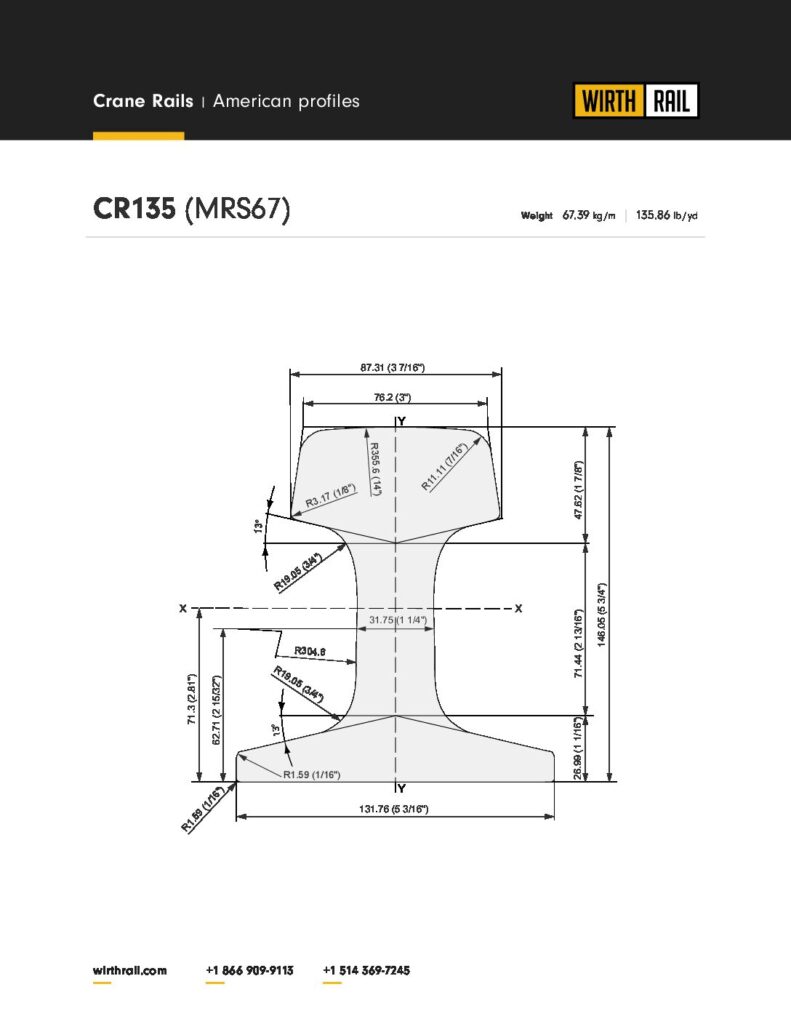 Crane Rails | American profiles
WIRTH RAIL
CR135 (MRS67)
Weight 67,39 kg/m | 135,86 lb/yd
87.31 (3 7/16")
76.2 (3")
Y
R355.6 (14")
R11.11 (7/16")
R3.17 (1/8")
47.62 (1 7/8")
13°
R19.05 (3/4")
146.05 (5 3/4")
X
X
31.75 (1 1/4")
71.44 (2 13/16")
R304.8
R19.05 (3/4")
71.3 (2.81")
62.71 (2 15/32")
13°
26.99 (1 1/16")
R1.59 (1/16")
Y
R1.59 (1/16")
131.76 (5 3/16")
wirthrail.com
+1 866 909-9113
+1 514 369-7245